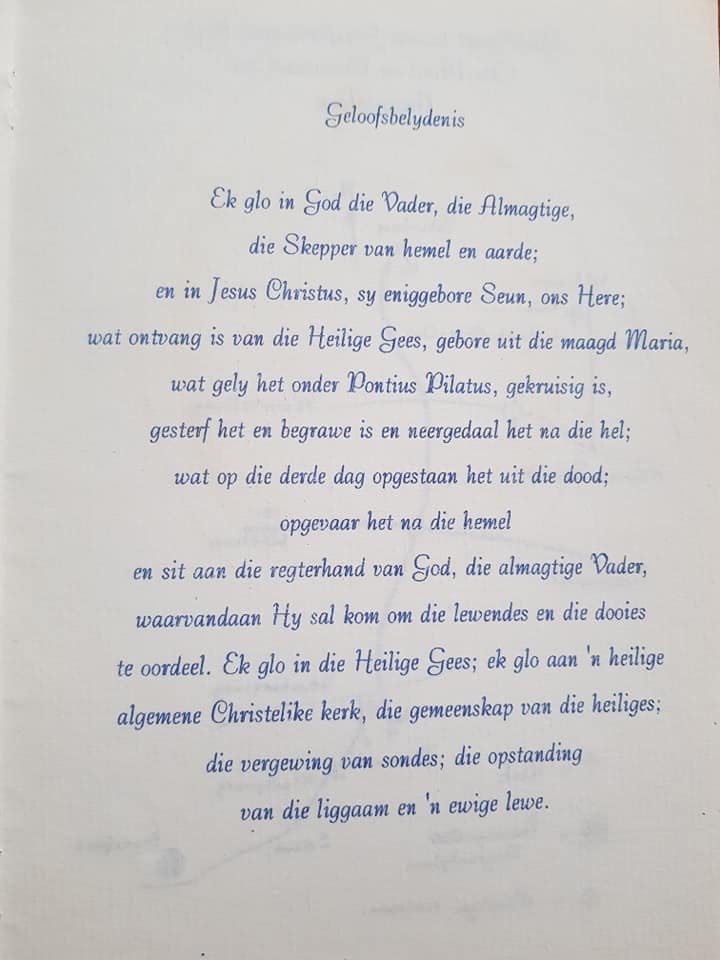 Geloofsbelydenis
Ek glo in God die Vader, die Almagtige,
die Skepper van hemel en aarde;
en in Jesus Christus, sy eniggebore Seun, ons Here;
wat ontvang is van die Heilige Gees, gebore uit die maagd Maria,
wat gely het onder Pontius Pilatus, gekruisig is,
gesterf het en begrawe is en neergedaal het na die hel;
wat op die derde dag opgestaan het uit die dood;
opgevaar het na die hemel
en sit aan die regterhand van God, die almagtige Vader,
waarvandaan Hy sal kom om die lewendes en die dooies
te oordeel. Ek glo in die Heilige Gees; ek glo aan 'n heilige
algemene Christelike kerk, die gemeenskap van die heiliges;
die vergewing van sondes; die opstanding
van die liggaam en 'n ewige lewe.